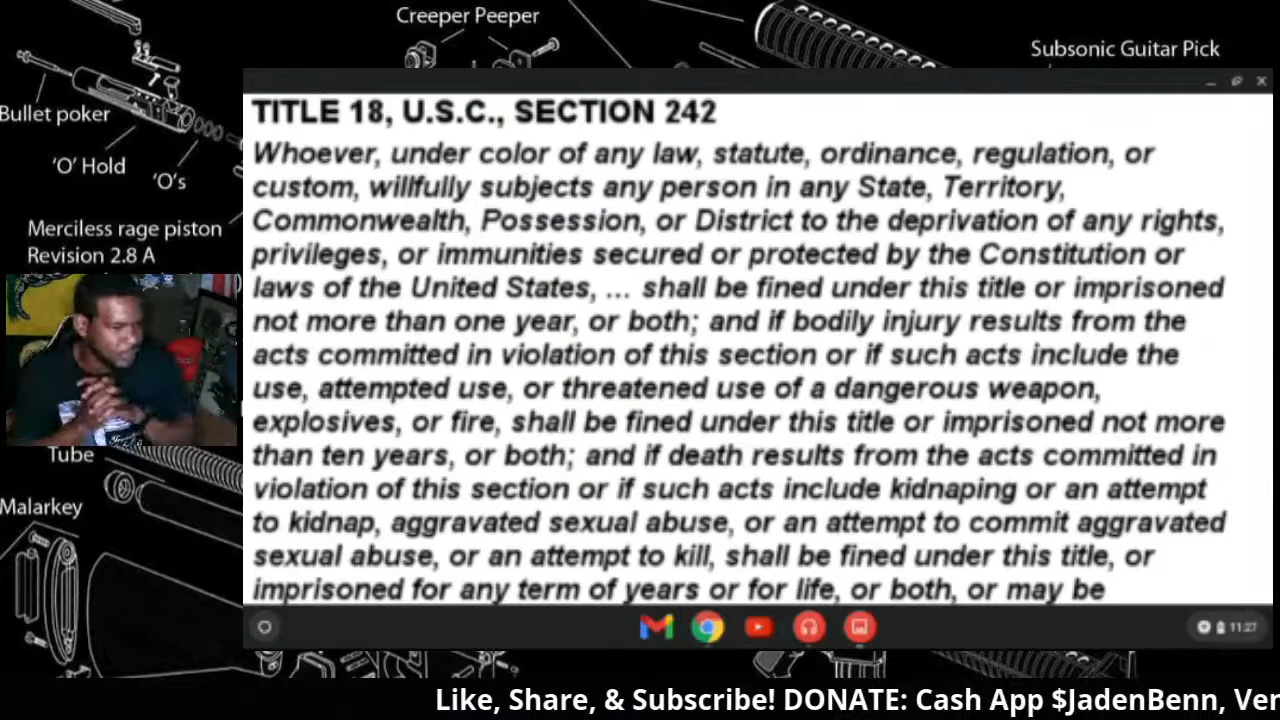 Creeper Peeper
Subsonic Guitar Pick
Bullet poker
'O' Hold
'O's
Merciless rage piston
Revision 2.8 A
TITLE 18, U.S.C., SECTION 242
Whoever, under color of any law, statute, ordinance, regulation, or
custom, willfully subjects any person in any State, Territory,
Commonwealth, Possession, or District to the deprivation of any rights,
privileges, or immunities secured or protected by the Constitution or
laws of the United States, ... shall be fined under this title or imprisoned
not more than one year, or both; and if bodily injury results from the
acts committed in violation of this section or if such acts include the
use, attempted use, or threatened use of a dangerous weapon,
explosives, or fire, shall be fined under this title or imprisoned not more
than ten years, or both; and if death results from the acts committed in
violation of this section or if such acts include kidnaping or an attempt
to kidnap, aggravated sexual abuse, or an attempt to commit aggravated
sexual abuse, or an attempt to kill, shall be fined under this title, or
imprisoned for any term of years or for life, or both, or may be
Tube
Malarkey
11:27
Like, Share, & Subscribe! DONATE: Cash App $JadenBenn, Ver